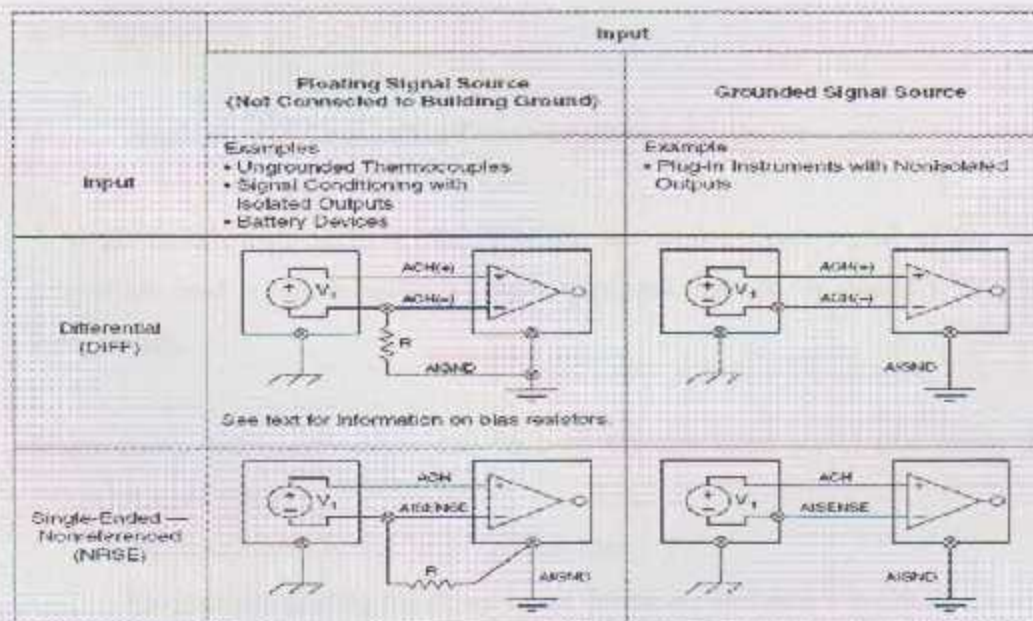 Input
Floating Signal Source
(Not Connected to Building Ground)
Grounded Signal Source
Input
Examples
• Ungrounded Thermocouples
• Signal Conditioning with
Isolated Outputs
• Battery Devices
Example
• Plug-in Instruments with Nonisolated
Outputs
Differential
(DIFF)
V1
ACH(+)
ACH(–)
+
–
R
AIGND
See text for information on bias resistors.
V1
ACH(+)
ACH(–)
+
–
AIGND
Single-Ended —
Nonreferenced
(NRSE)
V1
ACH
AISENSE
+
–
R
AIGND
V1
ACH
AISENSE
+
–
AIGND